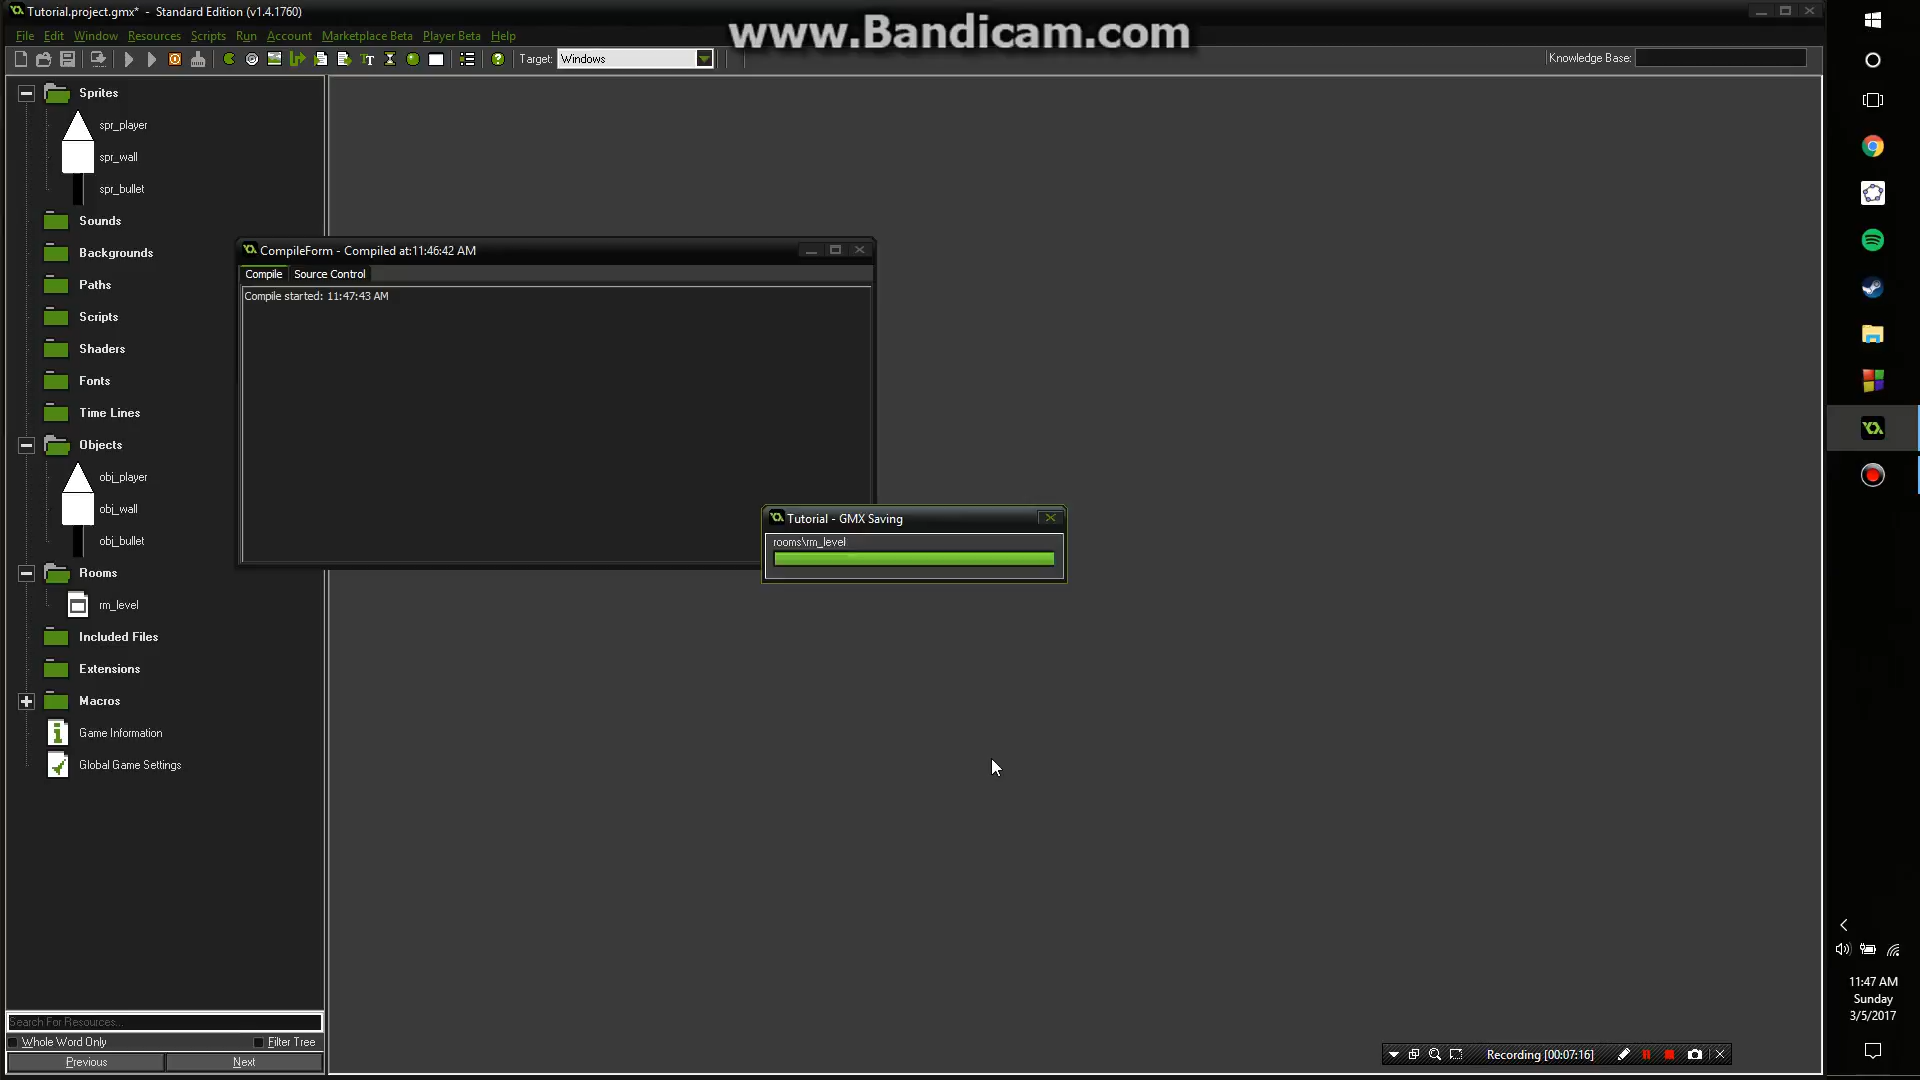 Tutorial.project.gmx* - Standard Edition (v1.4.1760)
www.Bandicam.com
File Edit Window Resources Scripts Run Account Marketplace Beta Player Beta Help
Target: Windows
Knowledge Base:
Sprites
spr_player
spr_wall
spr_bullet
Sounds
Backgrounds
Paths
Scripts
Shaders
Fonts
Time Lines
Objects
obj_player
obj_wall
obj_bullet
Rooms
rm_level
Included Files
Extensions
Macros
Game Information
Global Game Settings
Search For Resources...
Whole Word Only
Filter Tree
Previous
Next
CompileForm - Compiled at:11:46:42 AM
Compile Source Control
Compile started: 11:47:43 AM
Tutorial - GMX Saving
rooms\rm_level
Recording [00:07:16]
11:47 AM
Sunday
3/5/2017